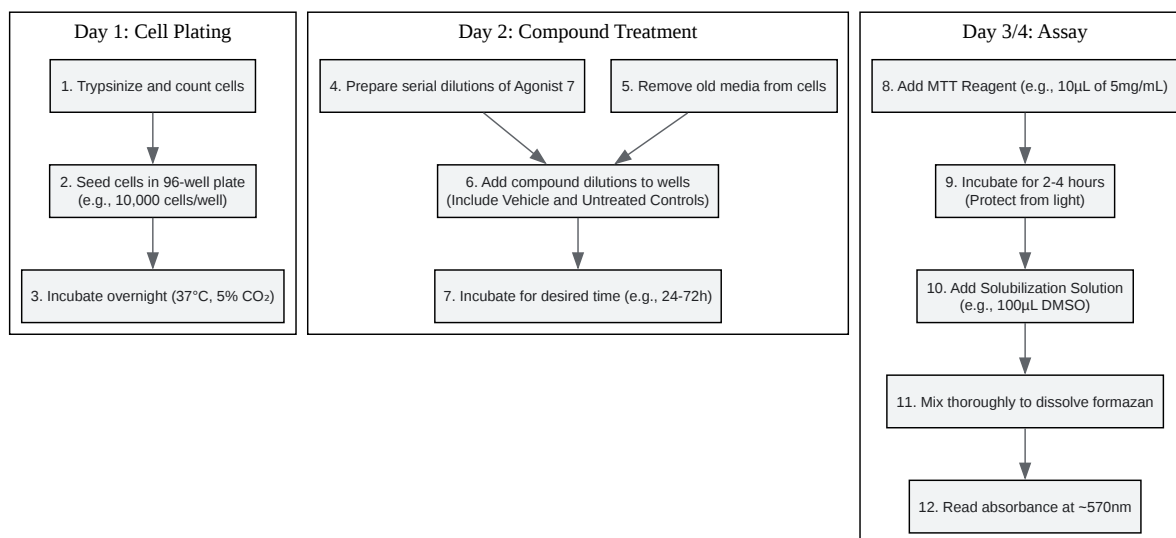 Day 1: Cell Plating
1. Trypsinize and count cells
2. Seed cells in 96-well plate
(e.g., 10,000 cells/well)
3. Incubate overnight (37°C, 5% CO₂)
Day 2: Compound Treatment
4. Prepare serial dilutions of Agonist 7
5. Remove old media from cells
6. Add compound dilutions to wells
(Include Vehicle and Untreated Controls)
7. Incubate for desired time (e.g., 24-72h)
Day 3/4: Assay
8. Add MTT Reagent (e.g., 10µL of 5mg/mL)
9. Incubate for 2-4 hours
(Protect from light)
10. Add Solubilization Solution
(e.g., 100µL DMSO)
11. Mix thoroughly to dissolve formazan
12. Read absorbance at ~570nm